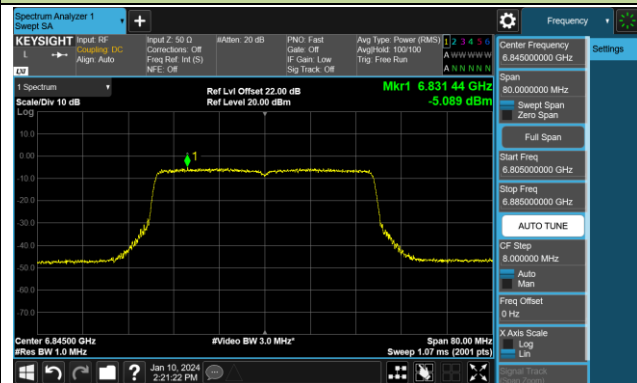 Spectrum Analyzer 1
Swept SA
Frequency
KEYSIGHT
Input: RF
Coupling: DC
Align: Auto
Input Z: 50 Ω
Corrections: Off
Freq Ref: Int (S)
NFE: Off
#Atten: 20 dB
PNO: Fast
Gate: Off
IF Gain: Low
Sig Track: Off
Avg Type: Power (RMS)
Avg|Hold: 100/100
Trig: Free Run
1 2 3 4 5 6
A W W W W W
A N N N N N
L
LXI
1 Spectrum
Scale/Div 10 dB
Log
Ref Lvl Offset 22.00 dB
Ref Level 20.00 dBm
Mkr1 6.831 44 GHz
-5.089 dBm
10.0
0.00
-10.0
-20.0
-30.0
-40.0
-50.0
-60.0
-70.0
1
Center 6.84500 GHz
#Res BW 1.0 MHz
#Video BW 3.0 MHz*
Span 80.00 MHz
Sweep 1.07 ms (2001 pts)
Jan 10, 2024
2:21:22 PM
?
Center Frequency
6.845000000 GHz
Settings
Span
80.0000000 MHz
Swept Span
Zero Span
Full Span
Start Freq
6.805000000 GHz
Stop Freq
6.885000000 GHz
AUTO TUNE
CF Step
8.000000 MHz
Auto
Man
Freq Offset
0 Hz
X Axis Scale
Log
Lin
Signal Track
(Span Zoom)